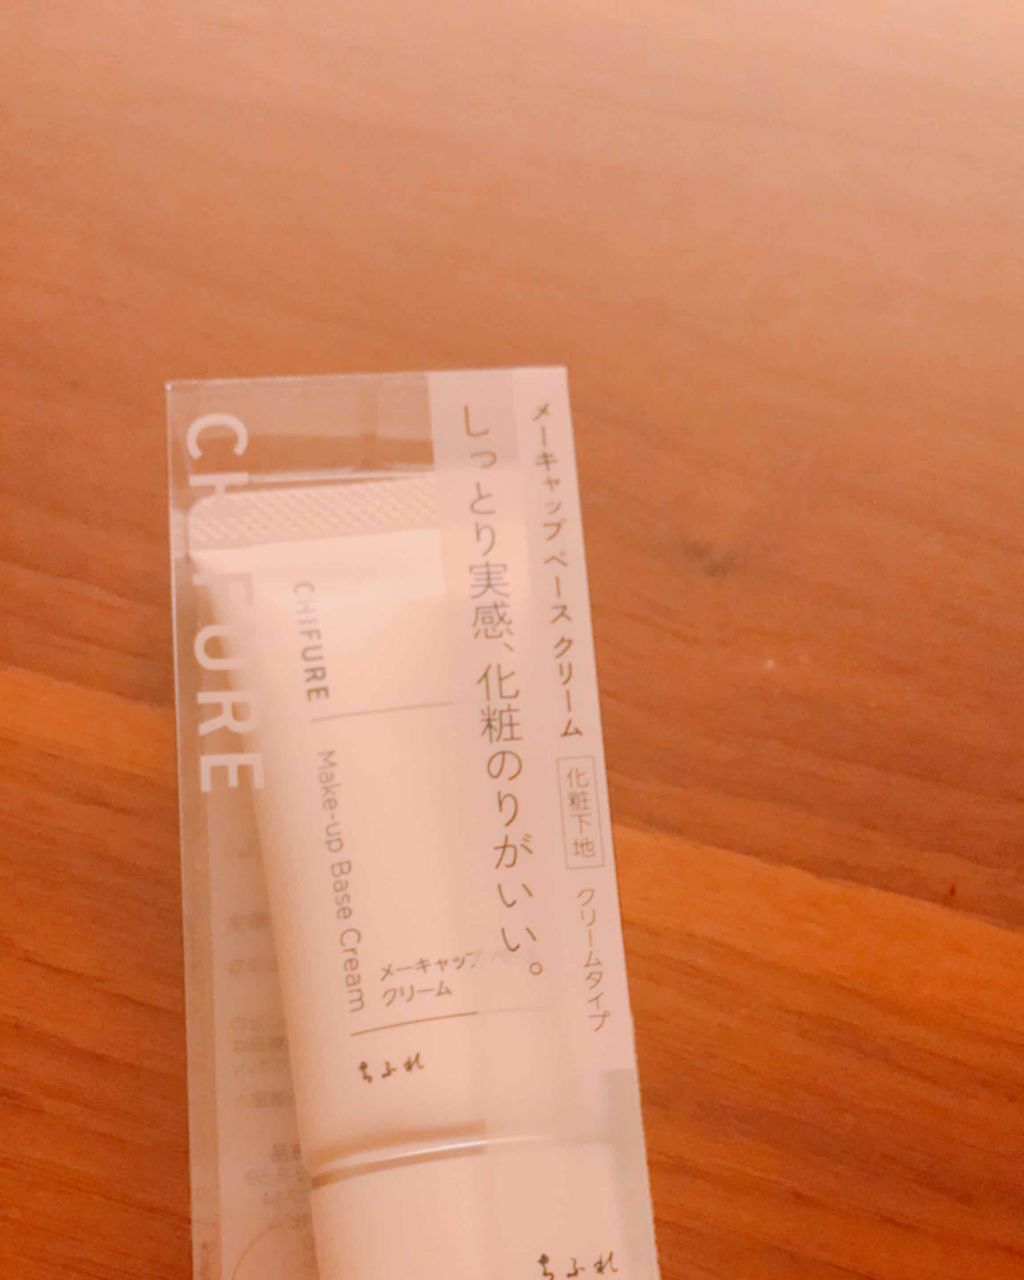 メーキャップ ベース クリーム 化粧下地 クリームタイプ
しっとり実感、化粧のりがいい。
CHIFURE
CHIFURE
Make-up Base Cream
メーキャップ
クリーム
ちふれ
ちふれ